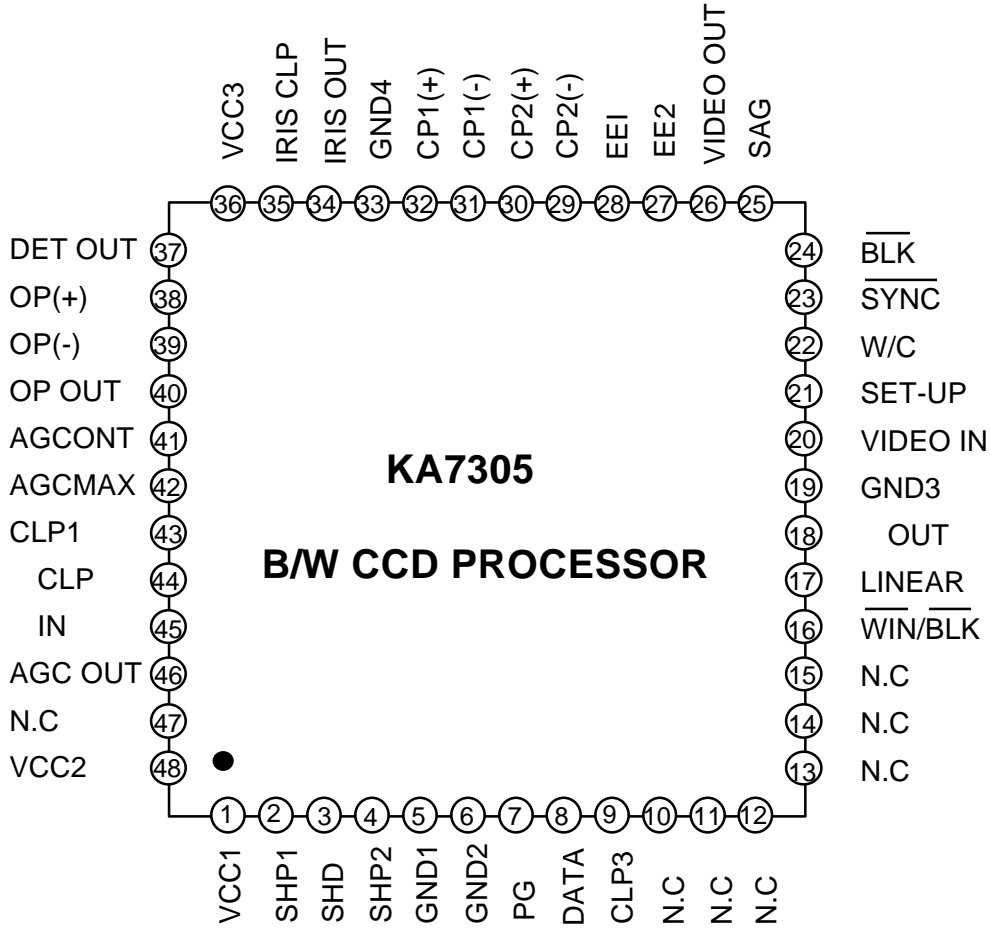 VCC3
IRIS CLP
IRIS OUT
GND4
CP1(+)
CP1(-)
CP2(+)
CP2(-)
EEI
EE2
VIDEO OUT
SAG
36 35 34 33 32 31 30 29 28 27 26 25
DET OUT 37
OP(+) 38
OP(-) 39
OP OUT 40
AGCONT 41
AGCMAX 42
CLP1 43
CLP 44
IN 45
AGC OUT 46
N.C 47
VCC2 48
KA7305
B/W CCD PROCESSOR
24 BLK
23 SYNC
22 W/C
21 SET-UP
20 VIDEO IN
19 GND3
18 OUT
17 LINEAR
16 WIN/BLK
15 N.C
14 N.C
13 N.C
1 2 3 4 5 6 7 8 9 10 11 12
VCC1
SHP1
SHD
SHP2
GND1
GND2
PG
DATA
CLP3
N.C
N.C
N.C